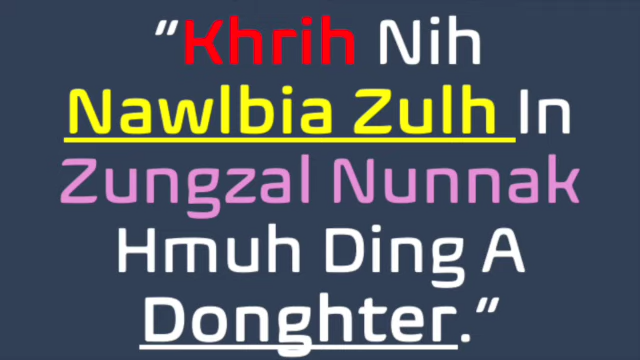 "Khrih Nih
Nawlbia Zulh In
Zungzal Nunnak
Hmuh Ding A
Donghter."